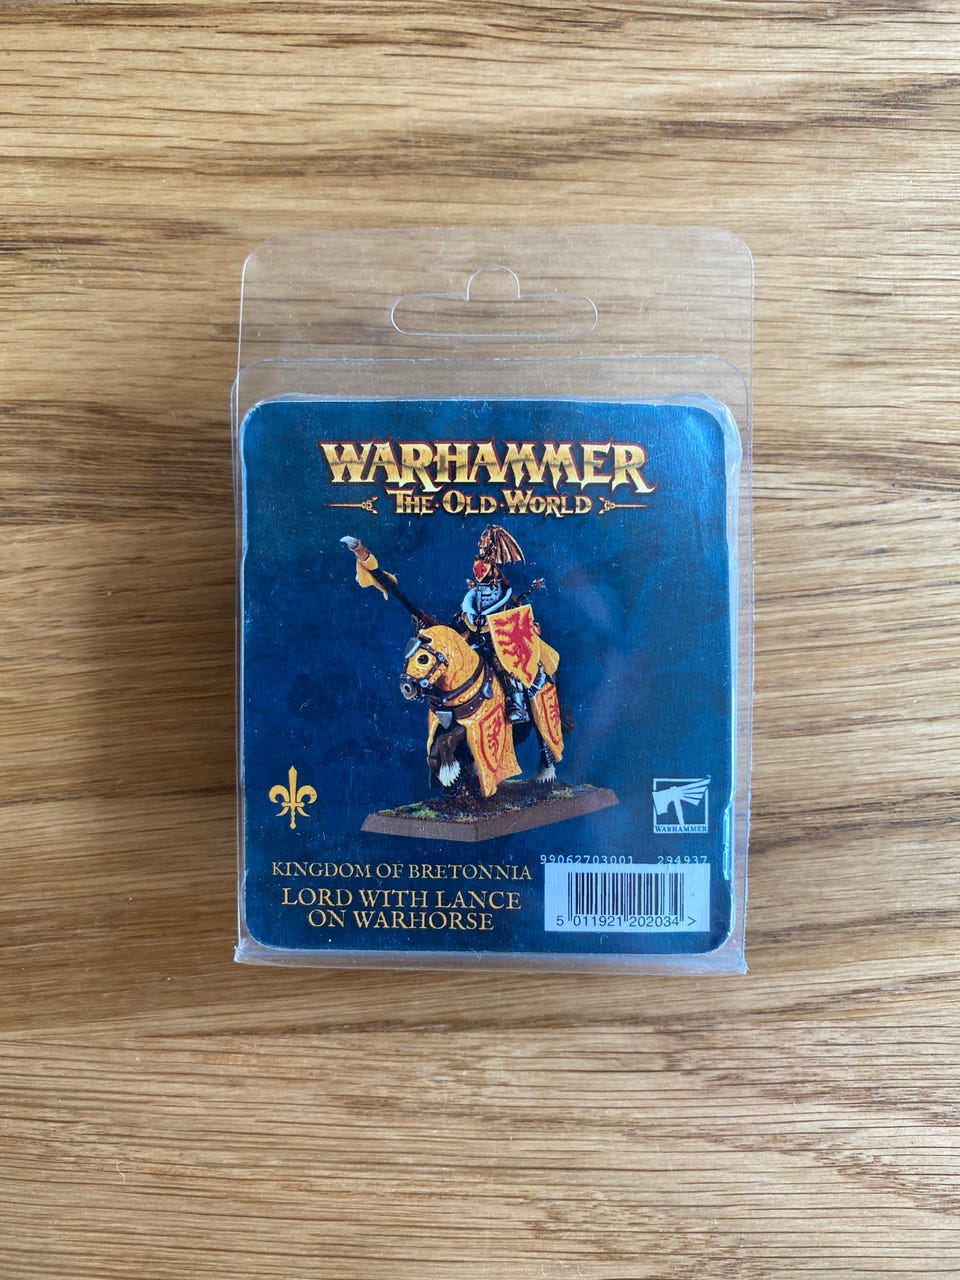 WARHAMMER
THE·OLD·WORLD
WARHAMMER
99062703001 294937
KINGDOM OF BRETONNIA
LORD WITH LANCE
ON WARHORSE
5 011921 202034 >